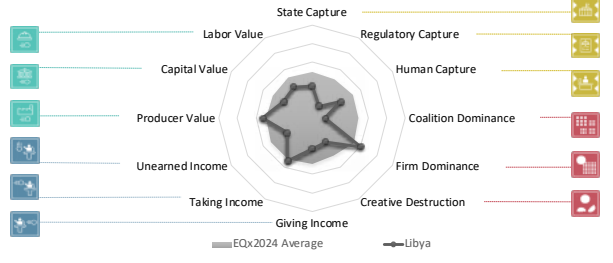 State Capture
Labor Value
Regulatory Capture
Capital Value
Human Capture
Producer Value
Coalition Dominance
Unearned Income
Firm Dominance
Taking Income
Creative Destruction
Giving Income
EQx2024 Average
Libya